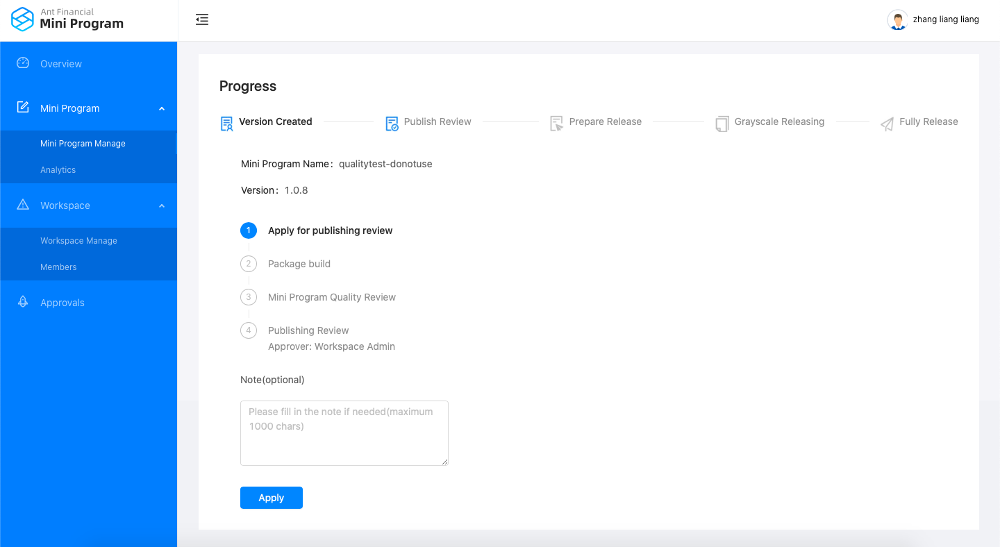 Ant Financial
Mini Program
zhang liang liang
Overview
Mini Program
Mini Program Manage
Analytics
Workspace
Workspace Manage
Members
Approvals
Progress
Version Created
Publish Review
Prepare Release
Grayscale Releasing
Fully Release
Mini Program Name: qualitytest-donotuse
Version: 1.0.8
1 Apply for publishing review
2 Package build
3 Mini Program Quality Review
4 Publishing Review
Approver: Workspace Admin
Note(optional)
Please fill in the note if needed(maximum
1000 chars)
Apply